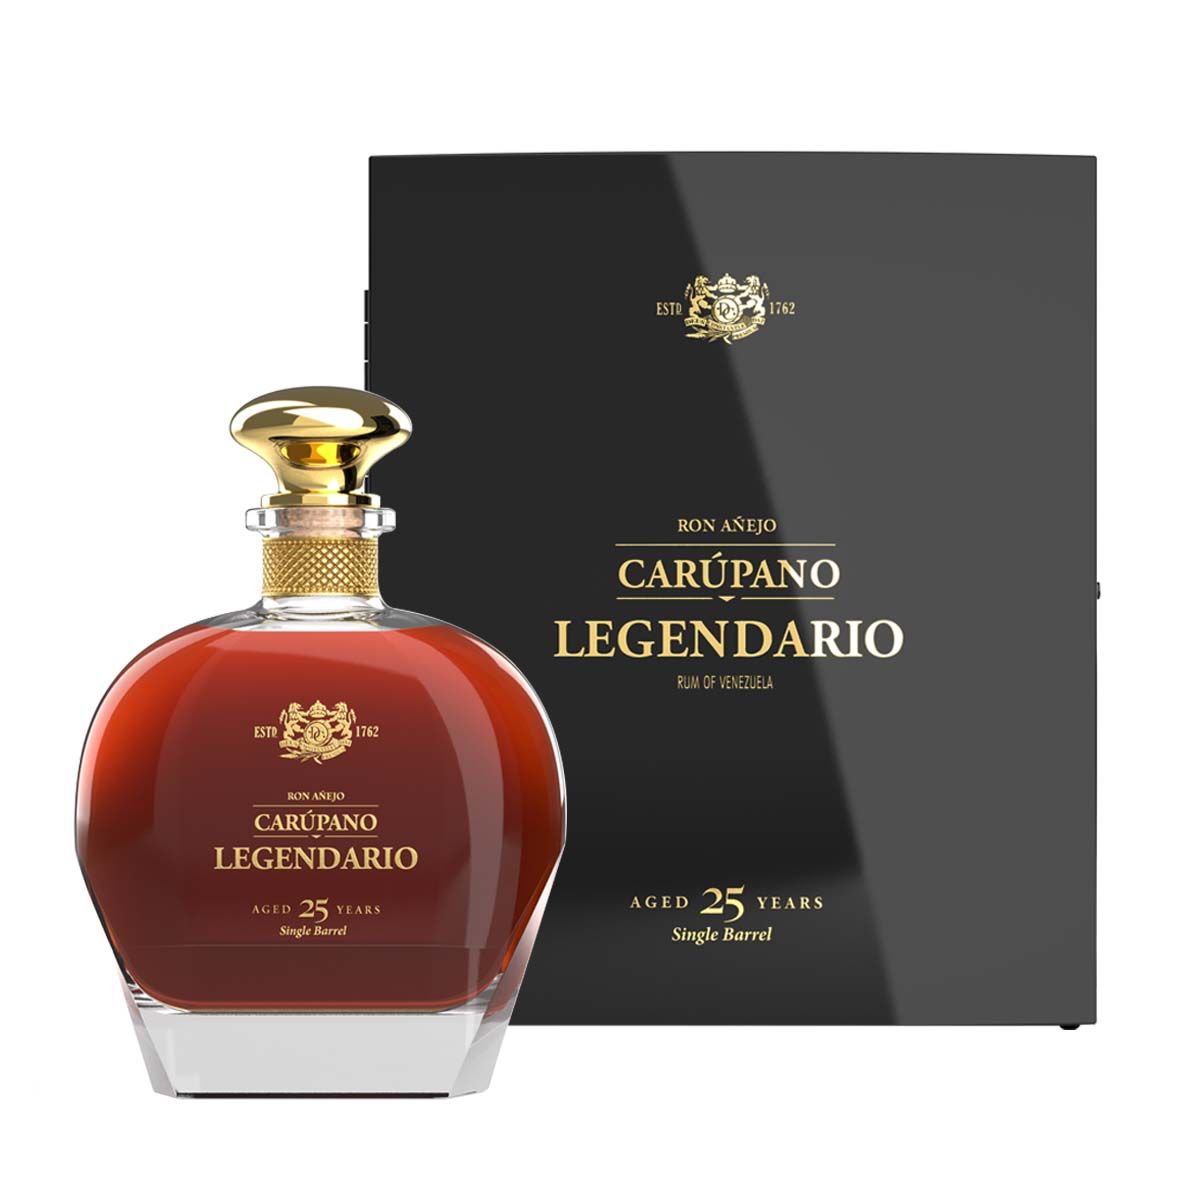 ESTD. 1762
RON AÑEJO
CARÚPANO
LEGENDARIO
RUM OF VENEZUELA
AGED 25 YEARS
Single Barrel
ESTD. 1762
RON AÑEJO
CARÚPANO
LEGENDARIO
AGED 25 YEARS
Single Barrel